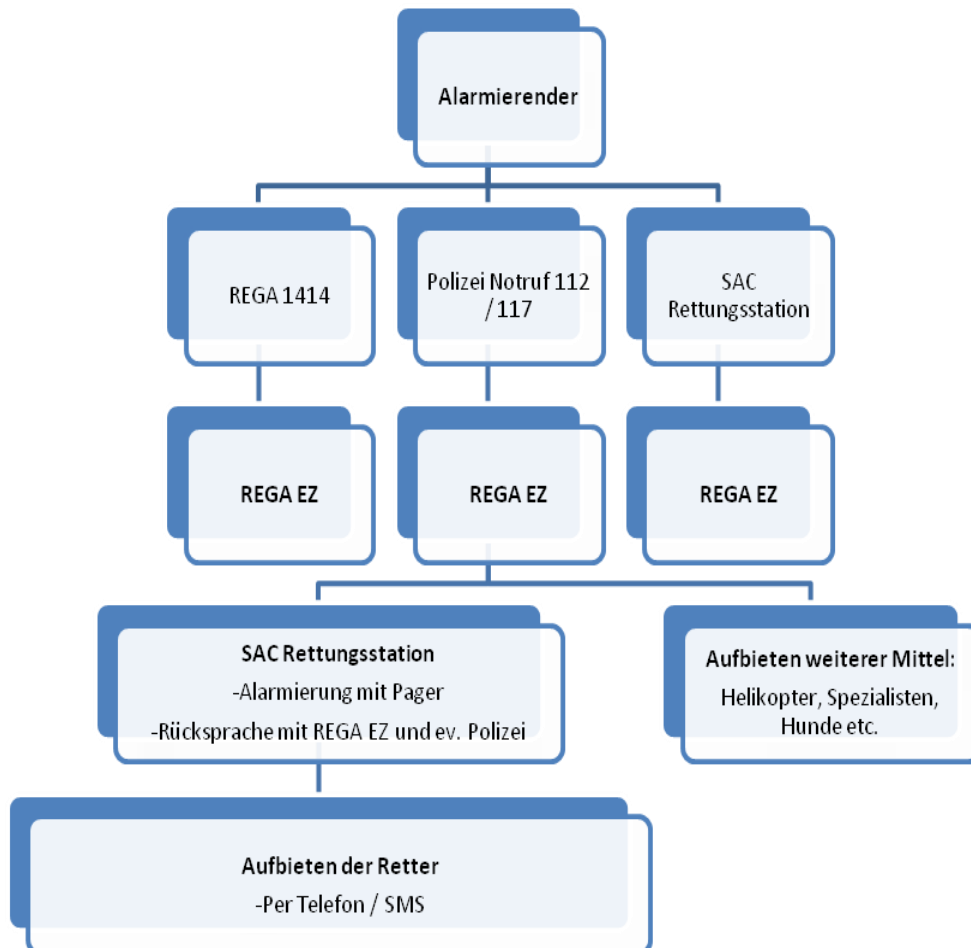 Alarmierender
REGA 1414
Polizei Notruf 112
/ 117
SAC
Rettungsstation
REGA EZ
REGA EZ
REGA EZ
SAC Rettungsstation
-Alarmierung mit Pager
-Rücksprache mit REGA EZ und ev. Polizei
Aufbieten weiterer Mittel:
Helikopter, Spezialisten,
Hunde etc.
Aufbieten der Retter
-Per Telefon / SMS